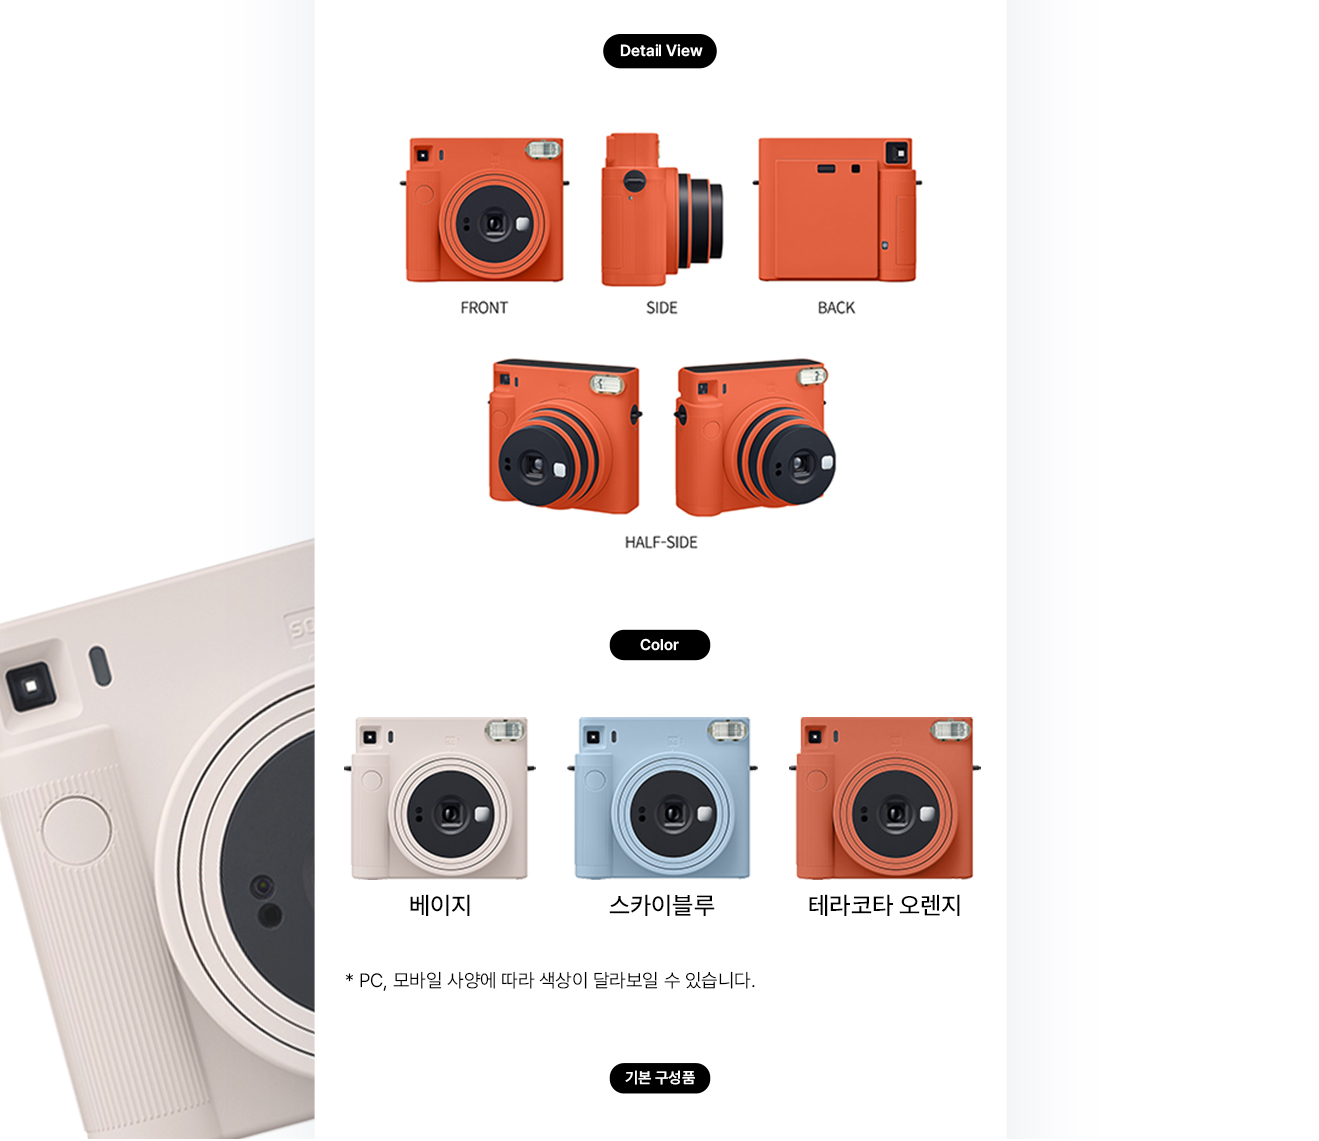 Detail View
FRONT
SIDE
BACK
HALF-SIDE
Color
베이지
스카이블루
테라코타 오렌지
* PC, 모바일 사양에 따라 색상이 달라보일 수 있습니다.
기본 구성품